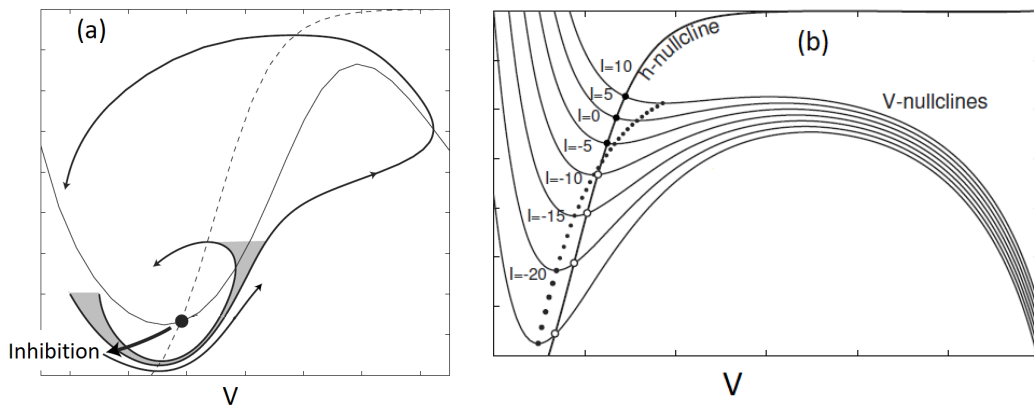 (a)
Inhibition
V
(b)
h-nullcline
V-nullclines
I=10
I=5
I=0
I=-5
I=-10
I=-15
I=-20
V